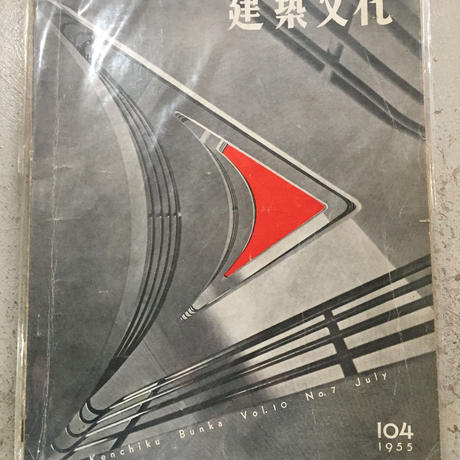 建築文化
Kenchiku Bunka Vol.10 No.7 July
104
1955